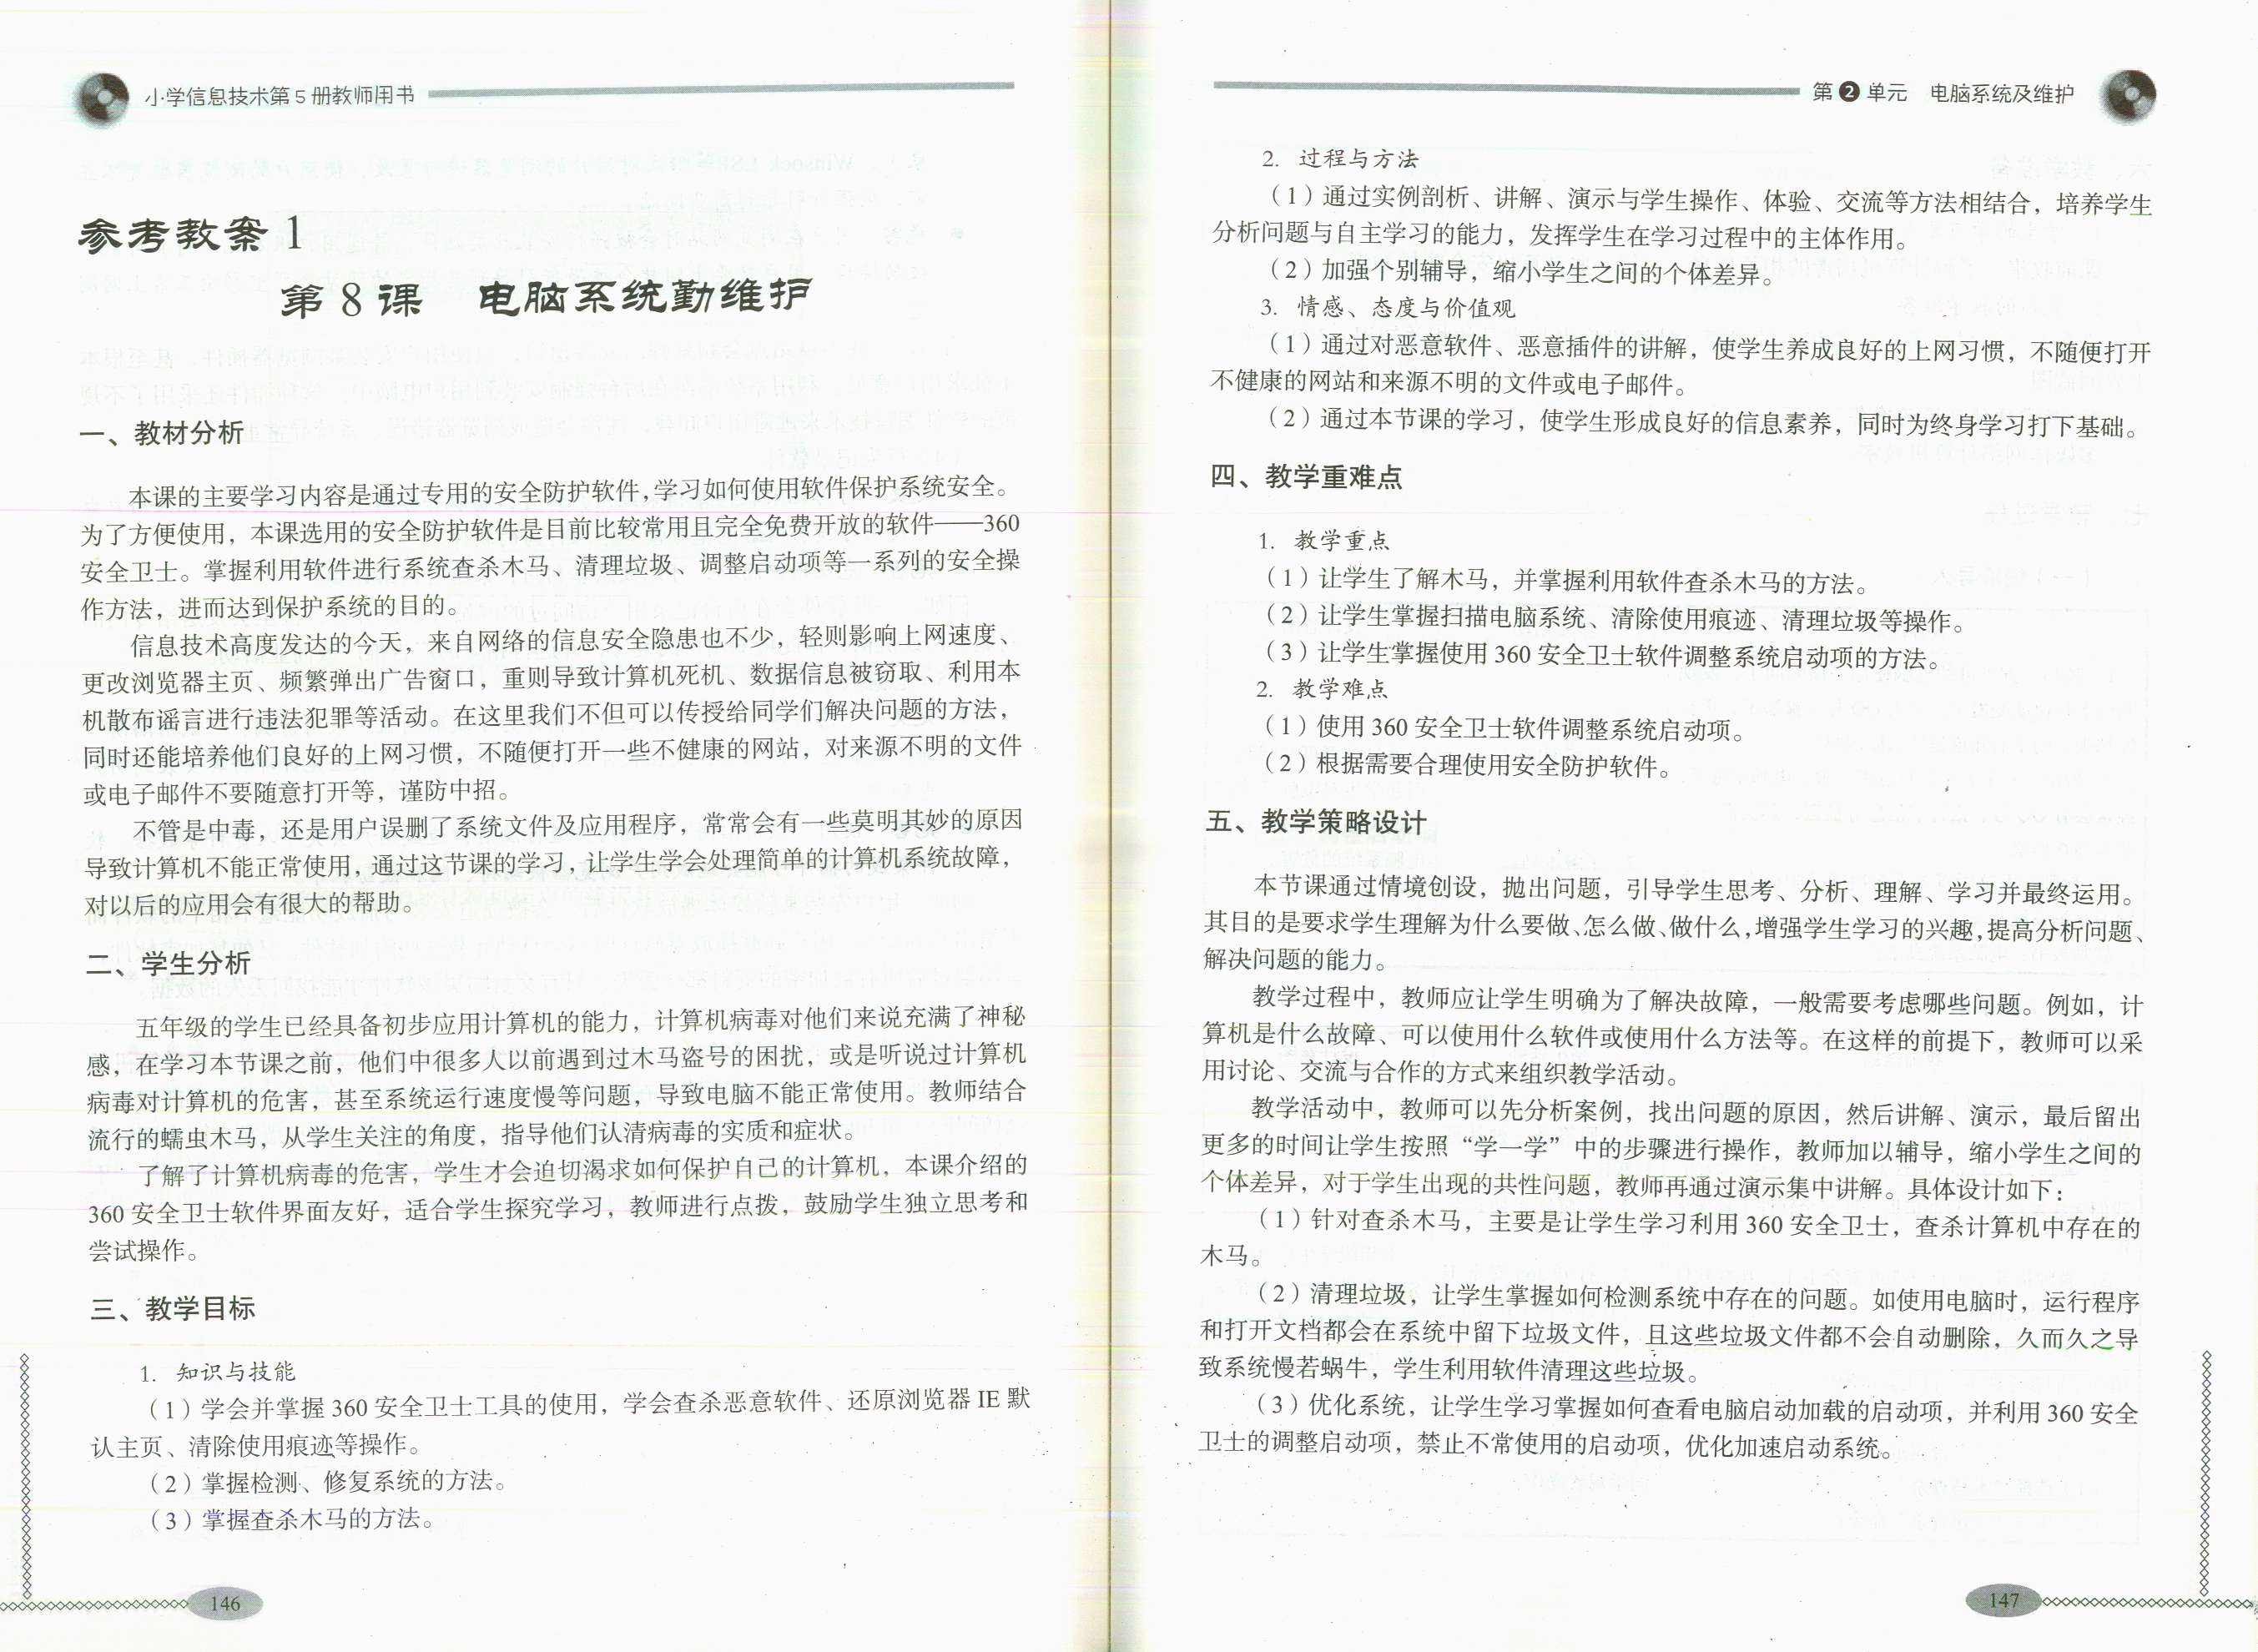 小学信息技术第5册教师用书
参考教案1
第8课 电脑系统勤维护
一、教材分析
本课的主要学习内容是通过专用的安全防护软件,学习如何使用软件保护系统安全。
为了方便使用，本课选用的安全防护软件是目前比较常用且完全免费开放的软件——360
安全卫士。掌握利用软件进行系统查杀木马、清理垃圾、调整启动项等一系列的安全操
作方法，进而达到保护系统的目的。
信息技术高度发达的今天，来自网络的信息安全隐患也不少，轻则影响上网速度、
更改浏览器主页、频繁弹出广告窗口，重则导致计算机死机、数据信息被窃取、利用本
机散布谣言进行违法犯罪等活动。在这里我们不但可以传授给同学们解决问题的方法，
同时还能培养他们良好的上网习惯，不随便打开一些不健康的网站，对来源不明的文件
或电子邮件不要随意打开等，谨防中招。
不管是中毒，还是用户误删了系统文件及应用程序，常常会有一些莫明其妙的原因
导致计算机不能正常使用，通过这节课的学习，让学生学会处理简单的计算机系统故障，
对以后的应用会有很大的帮助。
二、学生分析
五年级的学生已经具备初步应用计算机的能力，计算机病毒对他们来说充满了神秘
感，在学习本节课之前，他们中很多人以前遇到过木马盗号的困扰，或是听说过计算机
病毒对计算机的危害，甚至系统运行速度慢等问题，导致电脑不能正常使用。教师结合
流行的蠕虫木马，从学生关注的角度，指导他们认清病毒的实质和症状。
了解了计算机病毒的危害，学生才会迫切渴求如何保护自己的计算机，本课介绍的
360安全卫士软件界面友好，适合学生探究学习，教师进行点拨，鼓励学生独立思考和
尝试操作。
三、教学目标
1. 知识与技能
（1）学会并掌握360安全卫士工具的使用，学会查杀恶意软件、还原浏览器IE默
认主页、清除使用痕迹等操作。
（2）掌握检测、修复系统的方法。
（3）掌握查杀木马的方法。
146
第2单元 电脑系统及维护
2. 过程与方法
（1）通过实例剖析、讲解、演示与学生操作、体验、交流等方法相结合，培养学生
分析问题与自主学习的能力，发挥学生在学习过程中的主体作用。
（2）加强个别辅导，缩小学生之间的个体差异。
3. 情感、态度与价值观
（1）通过对恶意软件、恶意插件的讲解，使学生养成良好的上网习惯，不随便打开
不健康的网站和来源不明的文件或电子邮件。
（2）通过本节课的学习，使学生形成良好的信息素养，同时为终身学习打下基础。
四、教学重难点
1. 教学重点
（1）让学生了解木马，并掌握利用软件查杀木马的方法。
（2）让学生掌握扫描电脑系统、清除使用痕迹、清理垃圾等操作。
（3）让学生掌握使用360安全卫士软件调整系统启动项的方法。
2. 教学难点
（1）使用360安全卫士软件调整系统启动项。
（2）根据需要合理使用安全防护软件。
五、教学策略设计
本节课通过情境创设，抛出问题，引导学生思考、分析、理解、学习并最终运用。
其目的是要求学生理解为什么要做、怎么做、做什么,增强学生学习的兴趣,提高分析问题、
解决问题的能力。
教学过程中，教师应让学生明确为了解决故障，一般需要考虑哪些问题。例如，计
算机是什么故障、可以使用什么软件或使用什么方法等。在这样的前提下，教师可以采
用讨论、交流与合作的方式来组织教学活动。
教学活动中，教师可以先分析案例，找出问题的原因，然后讲解、演示，最后留出
更多的时间让学生按照“学一学”中的步骤进行操作，教师加以辅导，缩小学生之间的
个体差异，对于学生出现的共性问题，教师再通过演示集中讲解。具体设计如下：
（1）针对查杀木马，主要是让学生学习利用360安全卫士，查杀计算机中存在的
木马。
（2）清理垃圾，让学生掌握如何检测系统中存在的问题。如使用电脑时，运行程序
和打开文档都会在系统中留下垃圾文件，且这些垃圾文件都不会自动删除，久而久之导
致系统慢若蜗牛，学生利用软件清理这些垃圾。
（3）优化系统，让学生学习掌握如何查看电脑启动加载的启动项，并利用360安全
卫士的调整启动项，禁止不常使用的启动项，优化加速启动系统。
147